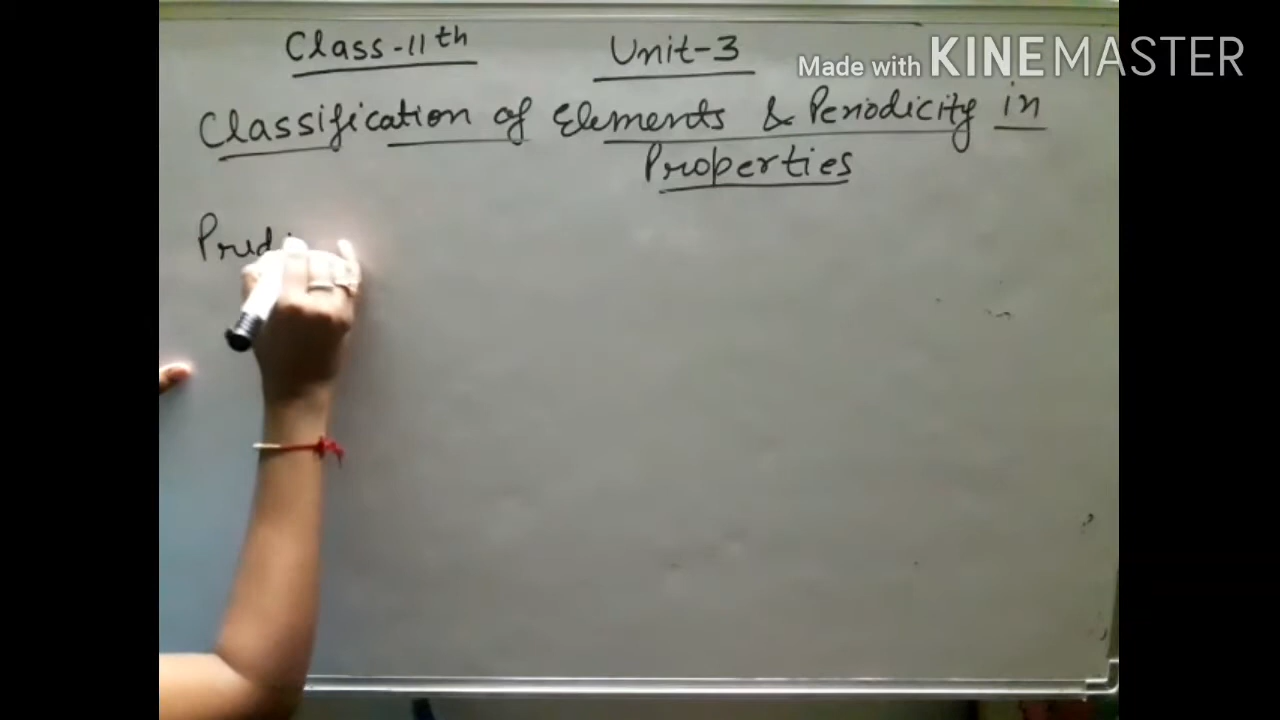 Class-11th Unit-3
Made with KINEMASTER
Classification of Elements & Periodicity in
Properties